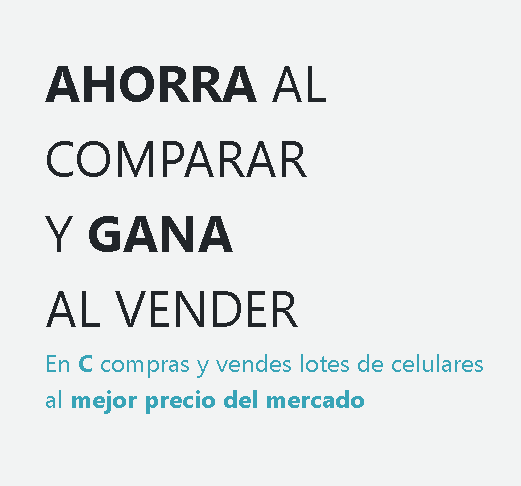 AHORRA AL
COMPARAR
Y GANA
AL VENDER
En C compras y vendes lotes de celulares
al mejor precio del mercado